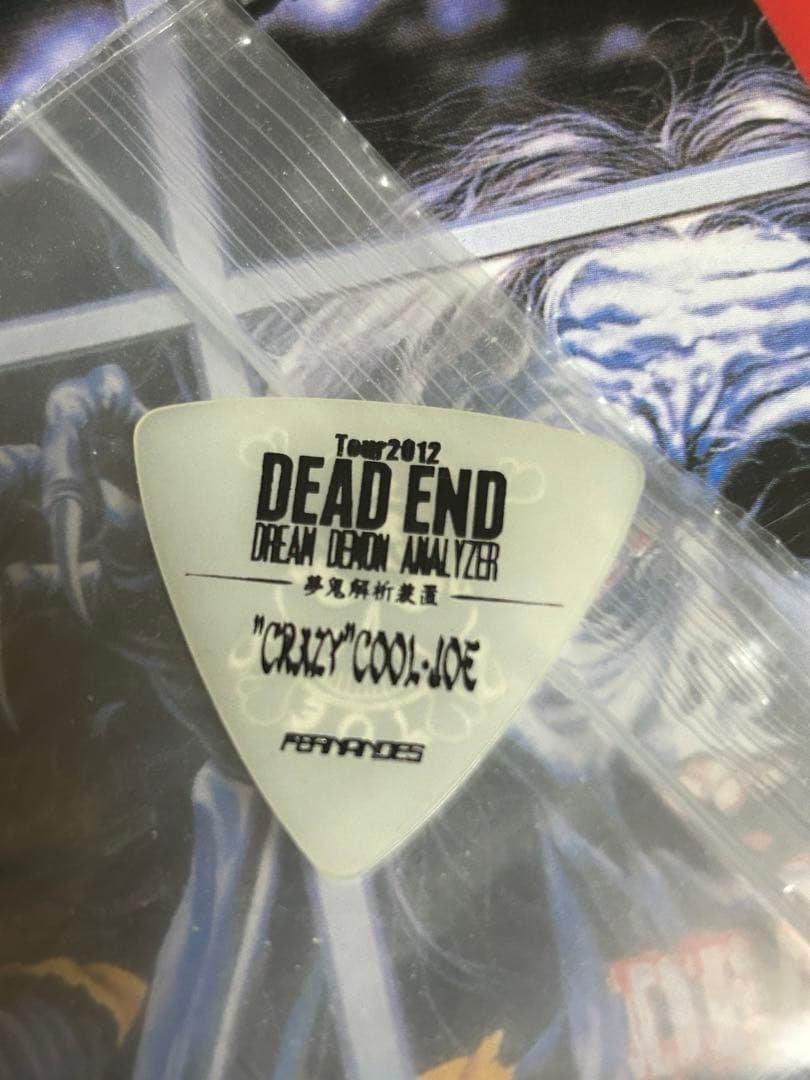 Tour2012
DEAD END
DREAM DEMON ANALYZER
夢鬼解析装置
"CRAZY"COOL·JOE
FERNANDES